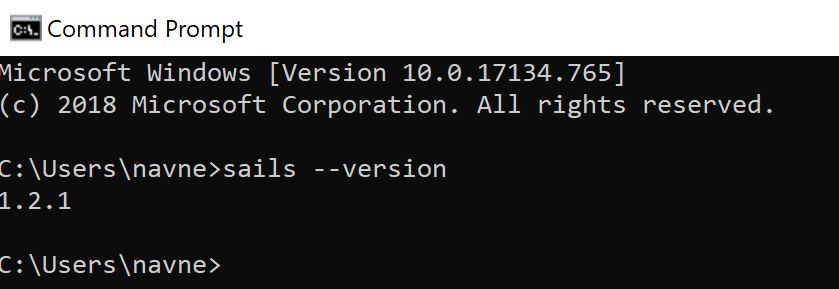 Command Prompt
Microsoft Windows [Version 10.0.17134.765]
(c) 2018 Microsoft Corporation. All rights reserved.
C:\Users\navne>sails --version
1.2.1
C:\Users\navne>